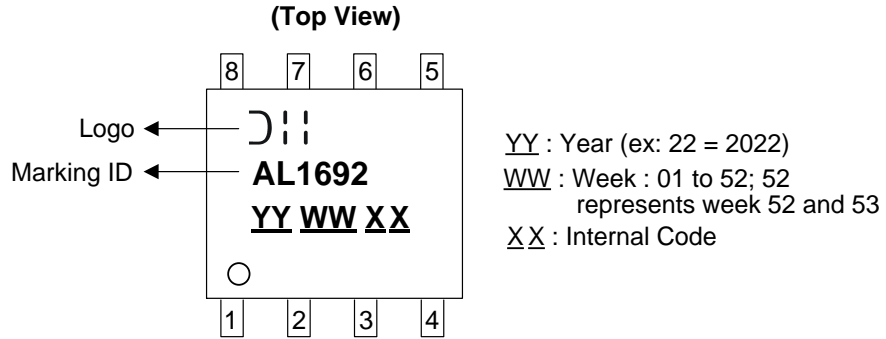 (Top View)
8 7 6 5
Logo
Marking ID
AL1692
YY WW X X
1 2 3 4
YY : Year (ex: 22 = 2022)
WW : Week : 01 to 52; 52
represents week 52 and 53
X X : Internal Code